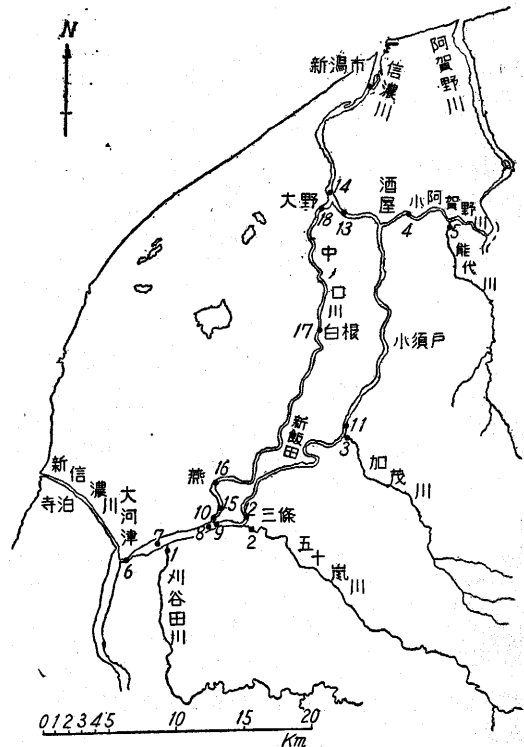 N
新潟市
信濃川
阿賀野川
14
大野
18
13
酒屋
4
小阿賀野川
5
能代川
中ノ口川
17
白根
小須戸
新飯田
11
3
加茂川
燕
16
新信濃川
寺泊
大河津
10
15
12
三條
8
9
2
7
1
6
五十嵐川
刈谷田川
0 1 2 3 4 5 10 15 20
Km